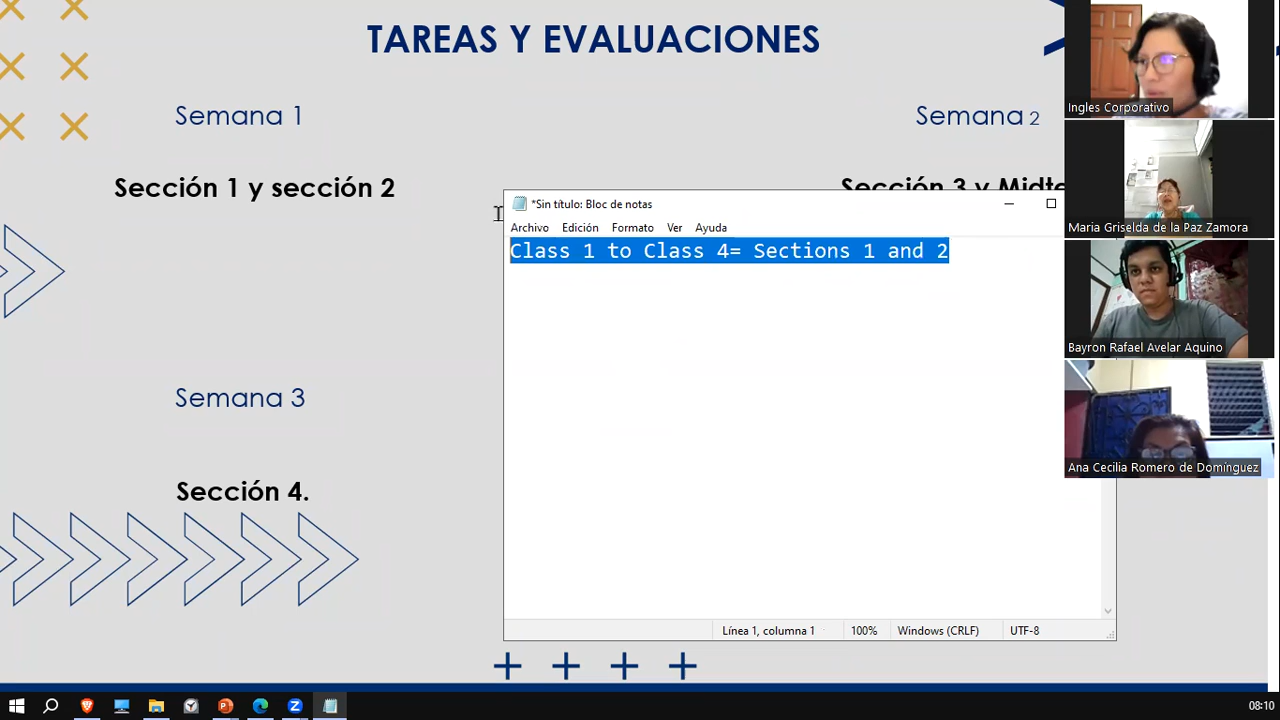 TAREAS Y EVALUACIONES
Semana 1
Semana 2
Sección 1 y sección 2
Sección 3 y
*Sin título: Bloc de notas
Archivo Edición Formato Ver Ayuda
Class 1 to Class 4= Sections 1 and 2
Semana 3
Sección 4.
Línea 1, columna 1 100% Windows (CRLF) UTF-8
Ingles Corporativo
Maria Griselda de la Paz Zamora
Bayron Rafael Avelar Aquino
Ana Cecilia Romero de Domínguez
08:10